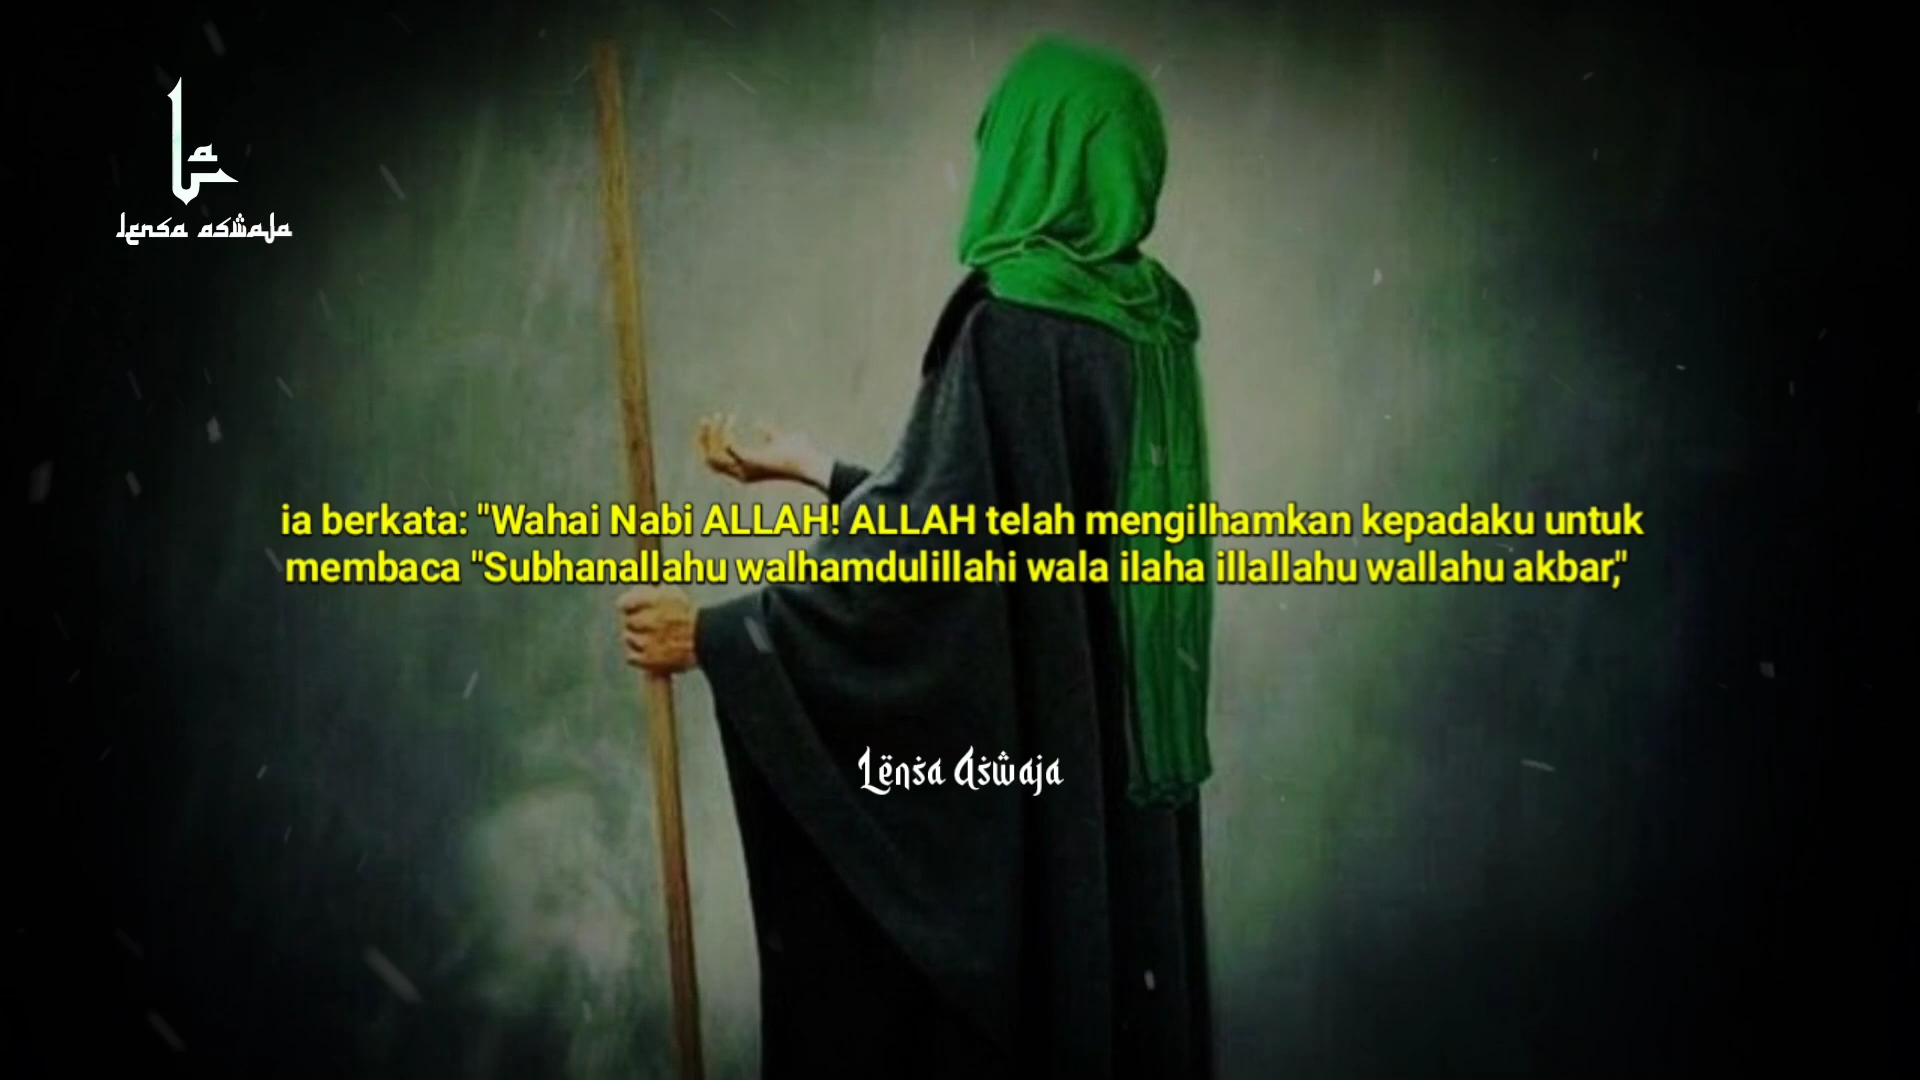 La
lensa aswaja
ia berkata: "Wahai Nabi ALLAH! ALLAH telah mengilhamkan kepadaku untuk
membaca "Subhanallahu walhamdulillahi wala ilaha illallahu wallahu akbar,"
Lensa Aswaja